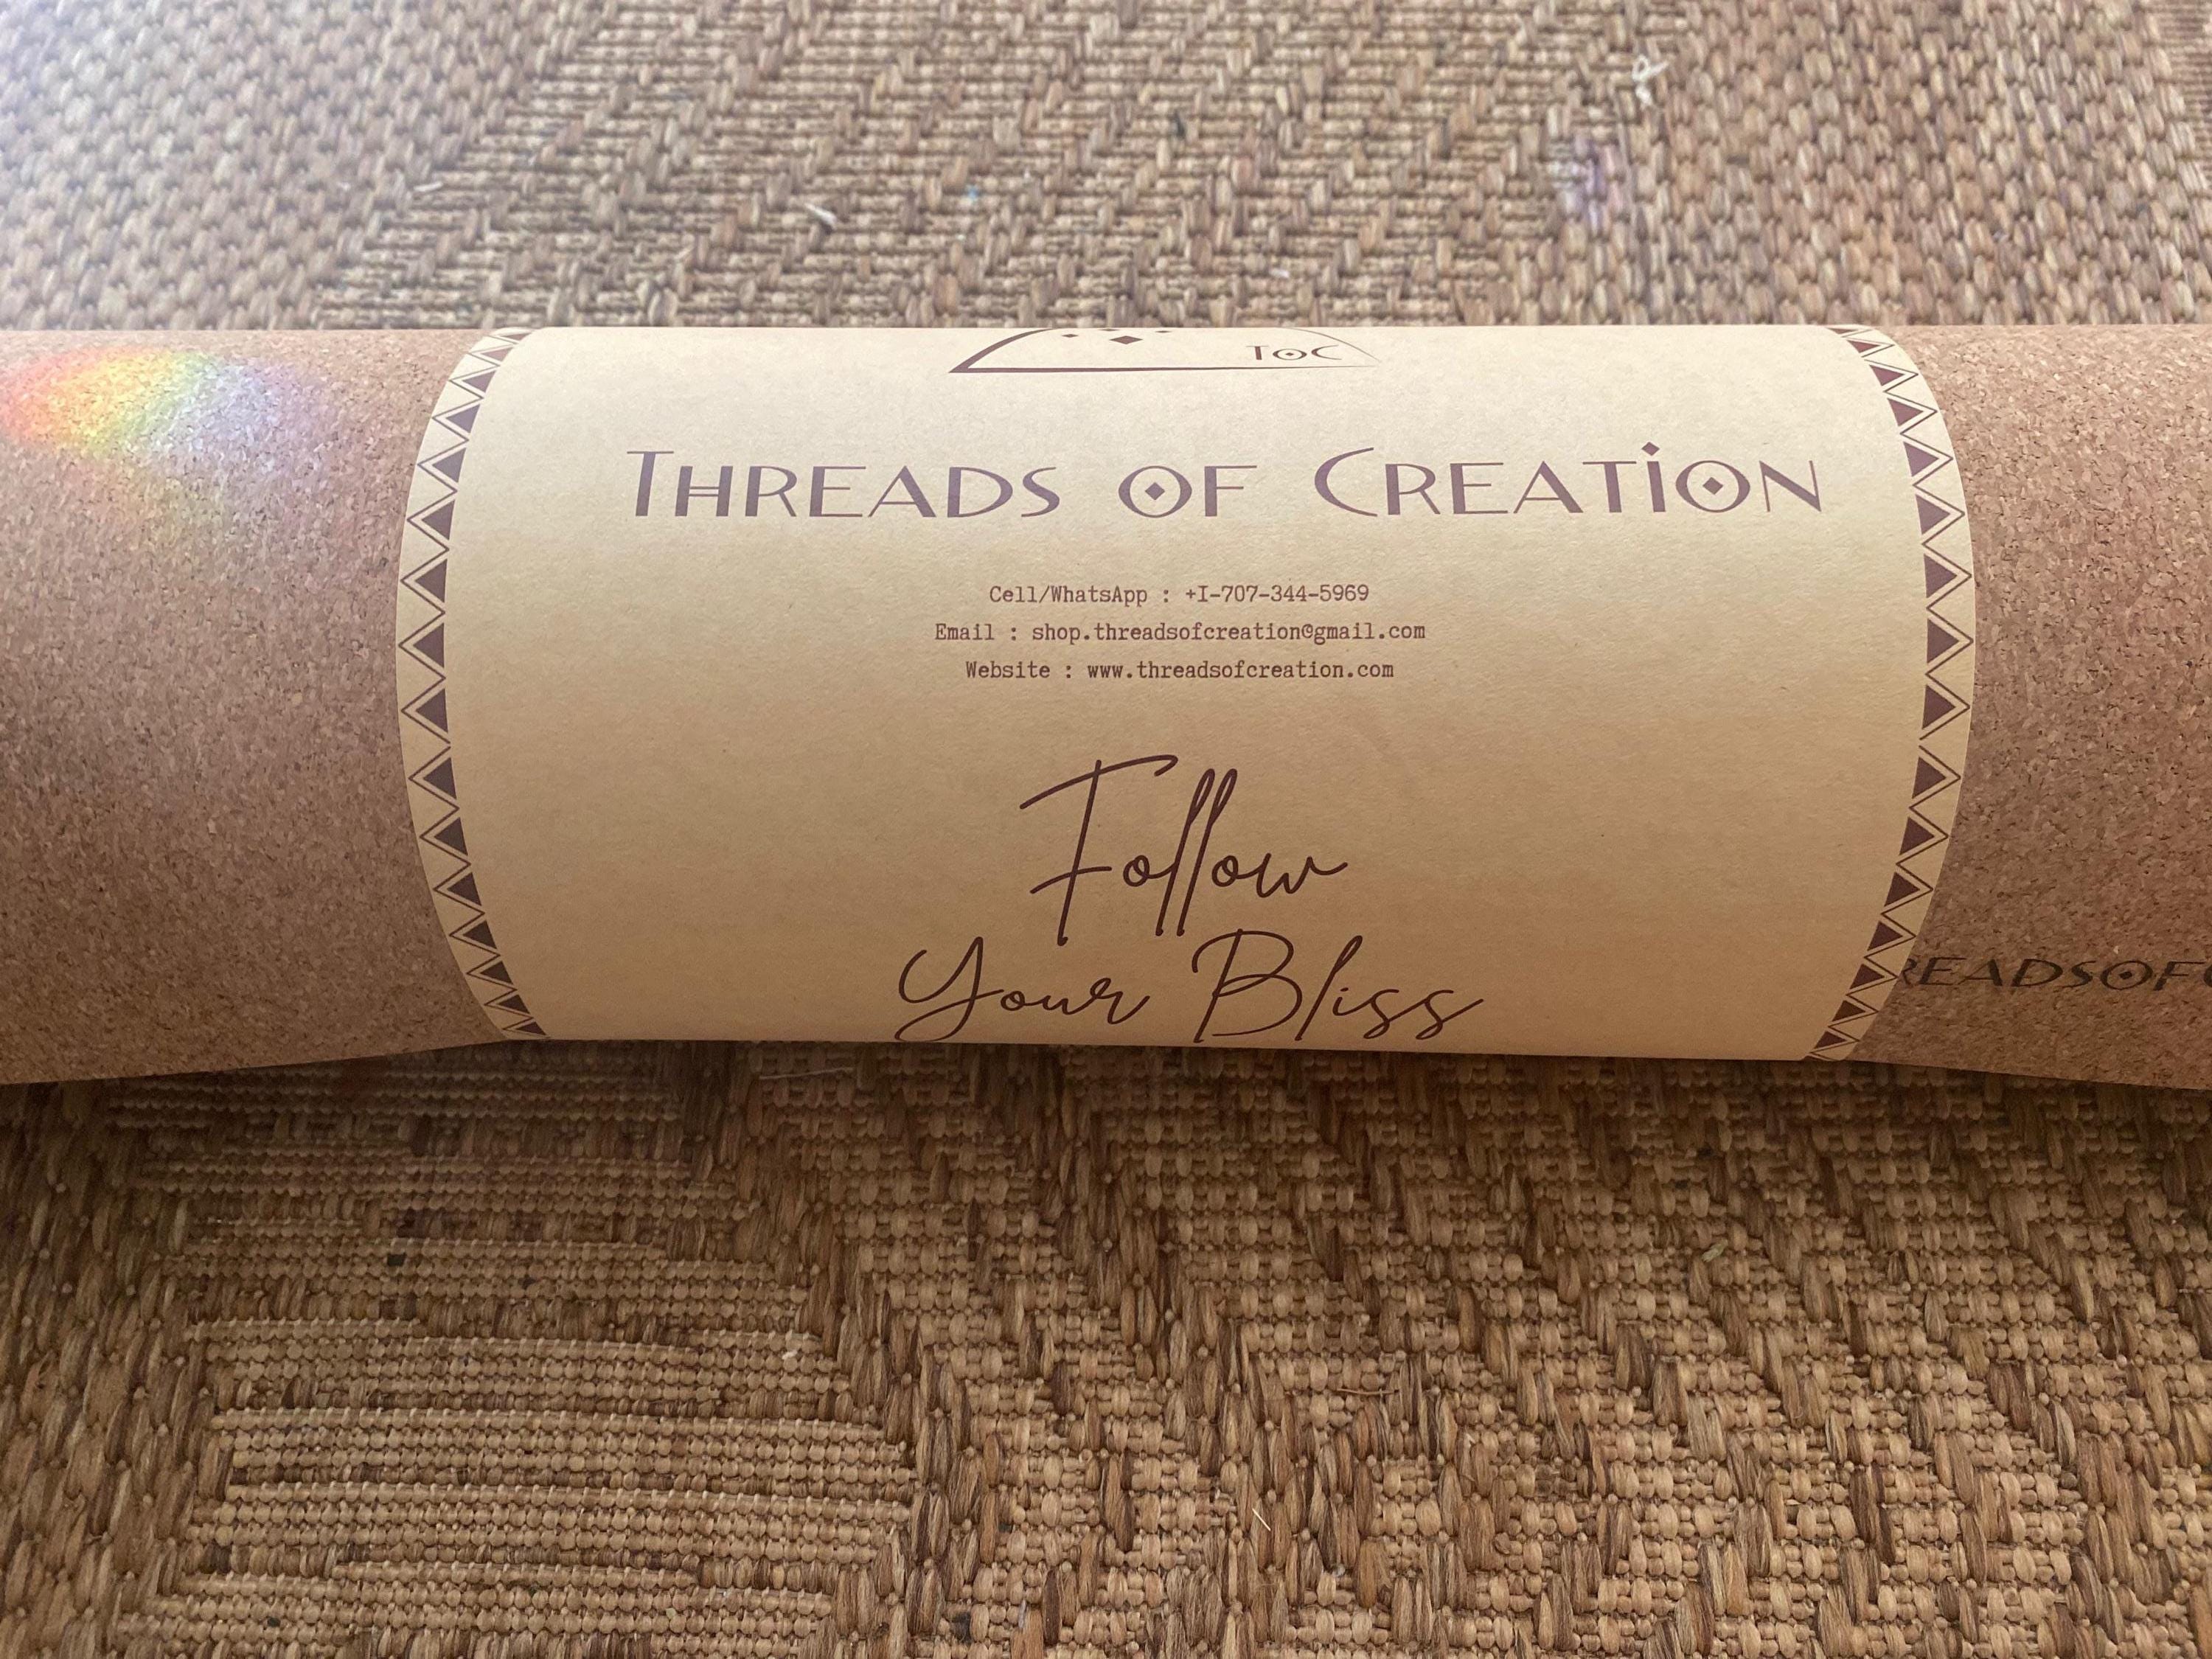 ToC
THREADS OF CREATiON
Cell/WhatsApp : +1-707-344-5969
Email : shop.threadsofcreation@gmail.com
Website : www.threadsofcreation.com
Follow
Your Bliss
READSOF